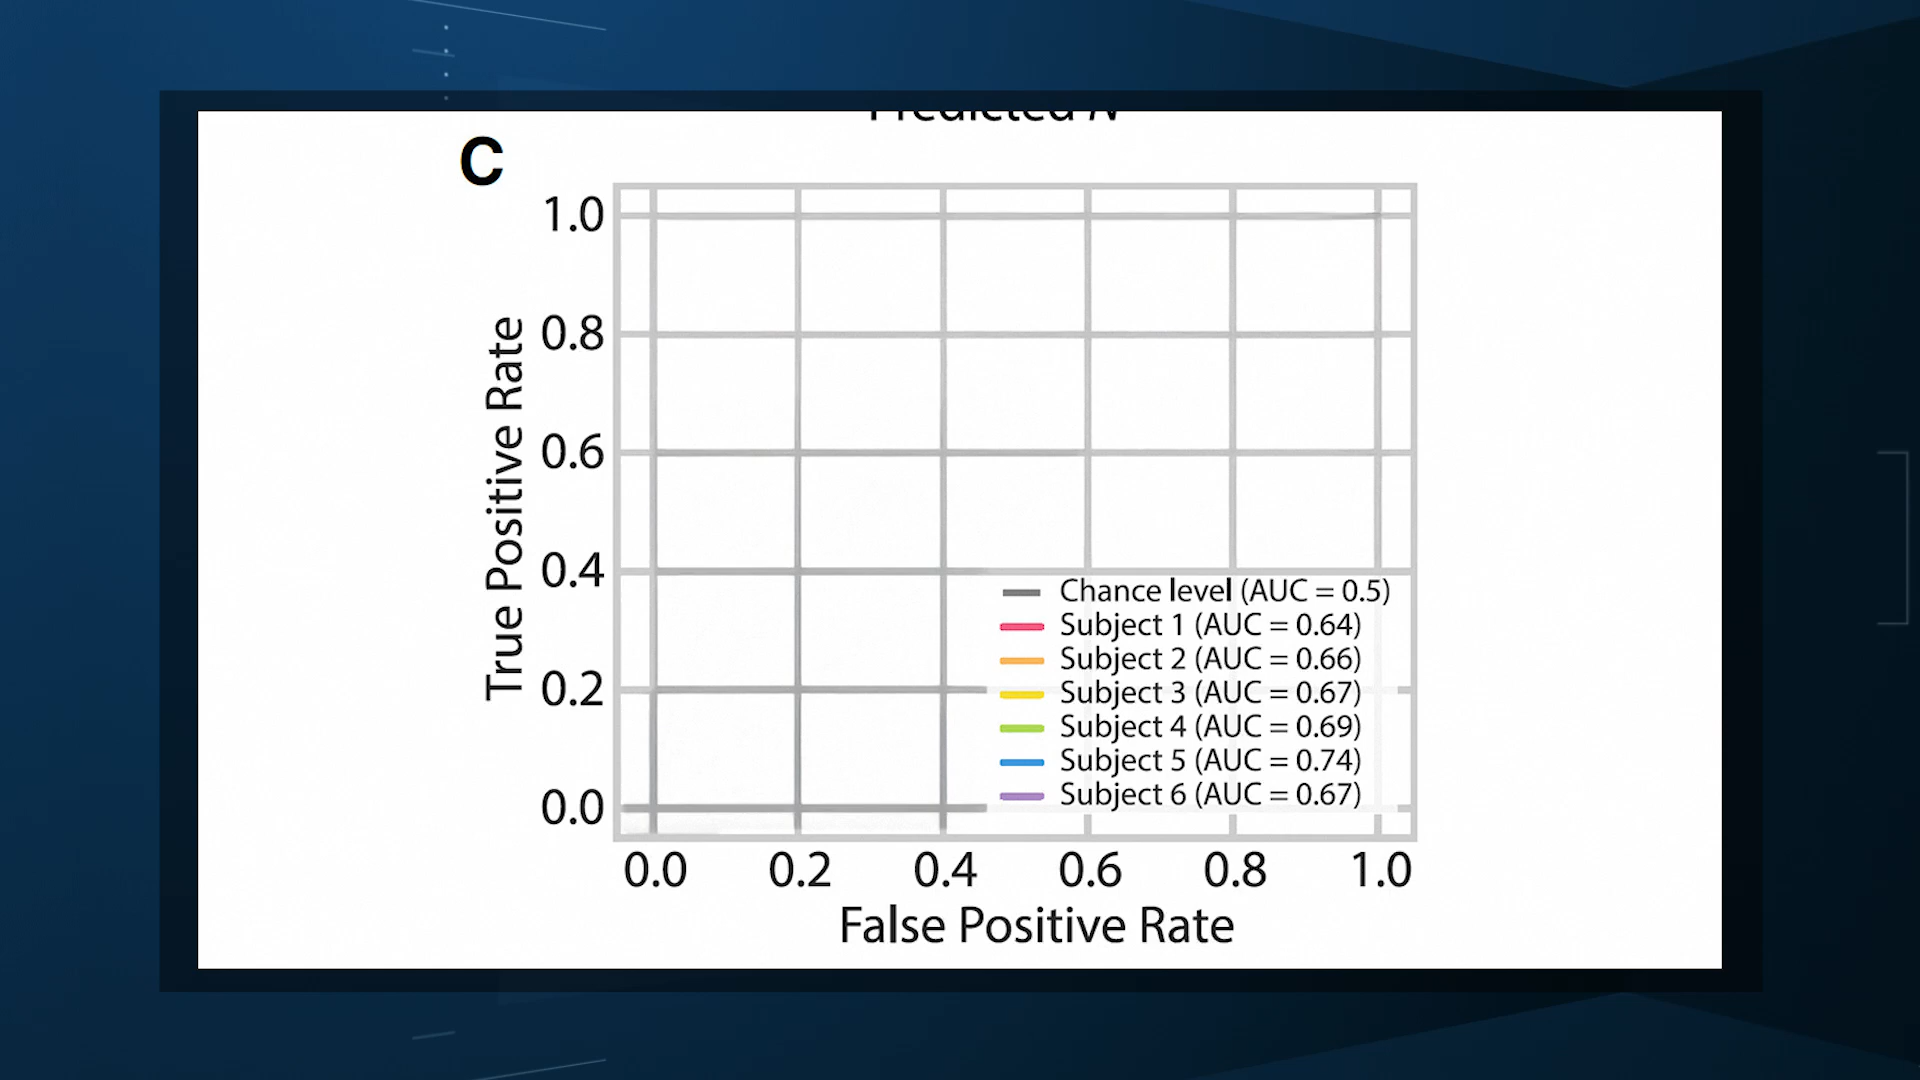 Predicted N
C
True Positive Rate
1.0
0.8
0.6
0.4
0.2
0.0
Chance level (AUC = 0.5)
Subject 1 (AUC = 0.64)
Subject 2 (AUC = 0.66)
Subject 3 (AUC = 0.67)
Subject 4 (AUC = 0.69)
Subject 5 (AUC = 0.74)
Subject 6 (AUC = 0.67)
0.0 0.2 0.4 0.6 0.8 1.0
False Positive Rate